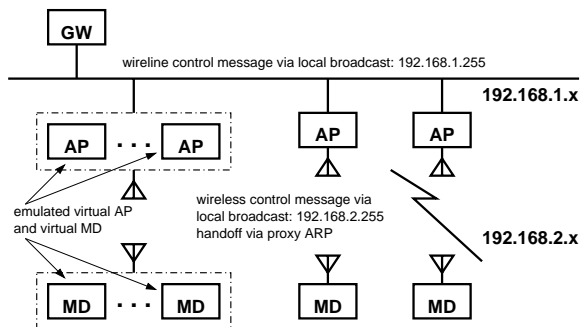 GW
wireline control message via local broadcast: 192.168.1.255
192.168.1.x
AP . . . AP
AP
AP
emulated virtual AP
and virtual MD
wireless control message via
local broadcast: 192.168.2.255
handoff via proxy ARP
192.168.2.x
MD . . . MD
MD
MD